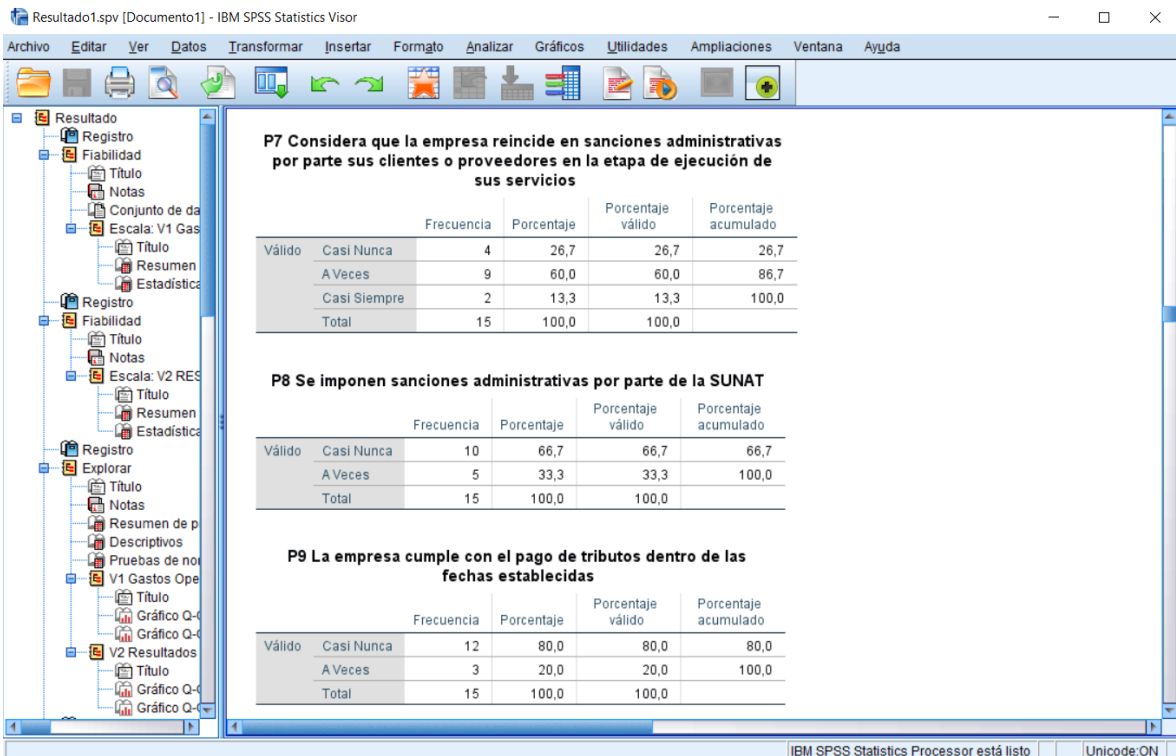 Resultado1.spv [Documento1] - IBM SPSS Statistics Visor
Archivo Editar Ver Datos Transformar Insertar Formato Analizar Gráficos Utilidades Ampliaciones Ventana Ayuda
Resultado
Registro
Fiabilidad
Título
Notas
Conjunto de da
Escala: V1 Gas
Título
Resumen
Estadística
Registro
Fiabilidad
Título
Notas
Escala: V2 RES
Título
Resumen
Estadística
Registro
Explorar
Título
Notas
Resumen de p
Descriptivos
Pruebas de nor
V1 Gastos Ope
Título
Gráfico Q-Q
Gráfico Q-Q
V2 Resultados
Título
Gráfico Q-Q
Gráfico Q-Q
P7 Considera que la empresa reincide en sanciones administrativas
por parte sus clientes o proveedores en la etapa de ejecución de
sus servicios
Frecuencia Porcentaje Porcentaje válido Porcentaje acumulado
Válido Casi Nunca 4 26,7 26,7 26,7
A Veces 9 60,0 60,0 86,7
Casi Siempre 2 13,3 13,3 100,0
Total 15 100,0 100,0
P8 Se imponen sanciones administrativas por parte de la SUNAT
Frecuencia Porcentaje Porcentaje válido Porcentaje acumulado
Válido Casi Nunca 10 66,7 66,7 66,7
A Veces 5 33,3 33,3 100,0
Total 15 100,0 100,0
P9 La empresa cumple con el pago de tributos dentro de las
fechas establecidas
Frecuencia Porcentaje Porcentaje válido Porcentaje acumulado
Válido Casi Nunca 12 80,0 80,0 80,0
A Veces 3 20,0 20,0 100,0
Total 15 100,0 100,0
IBM SPSS Statistics Processor está listo Unicode:ON